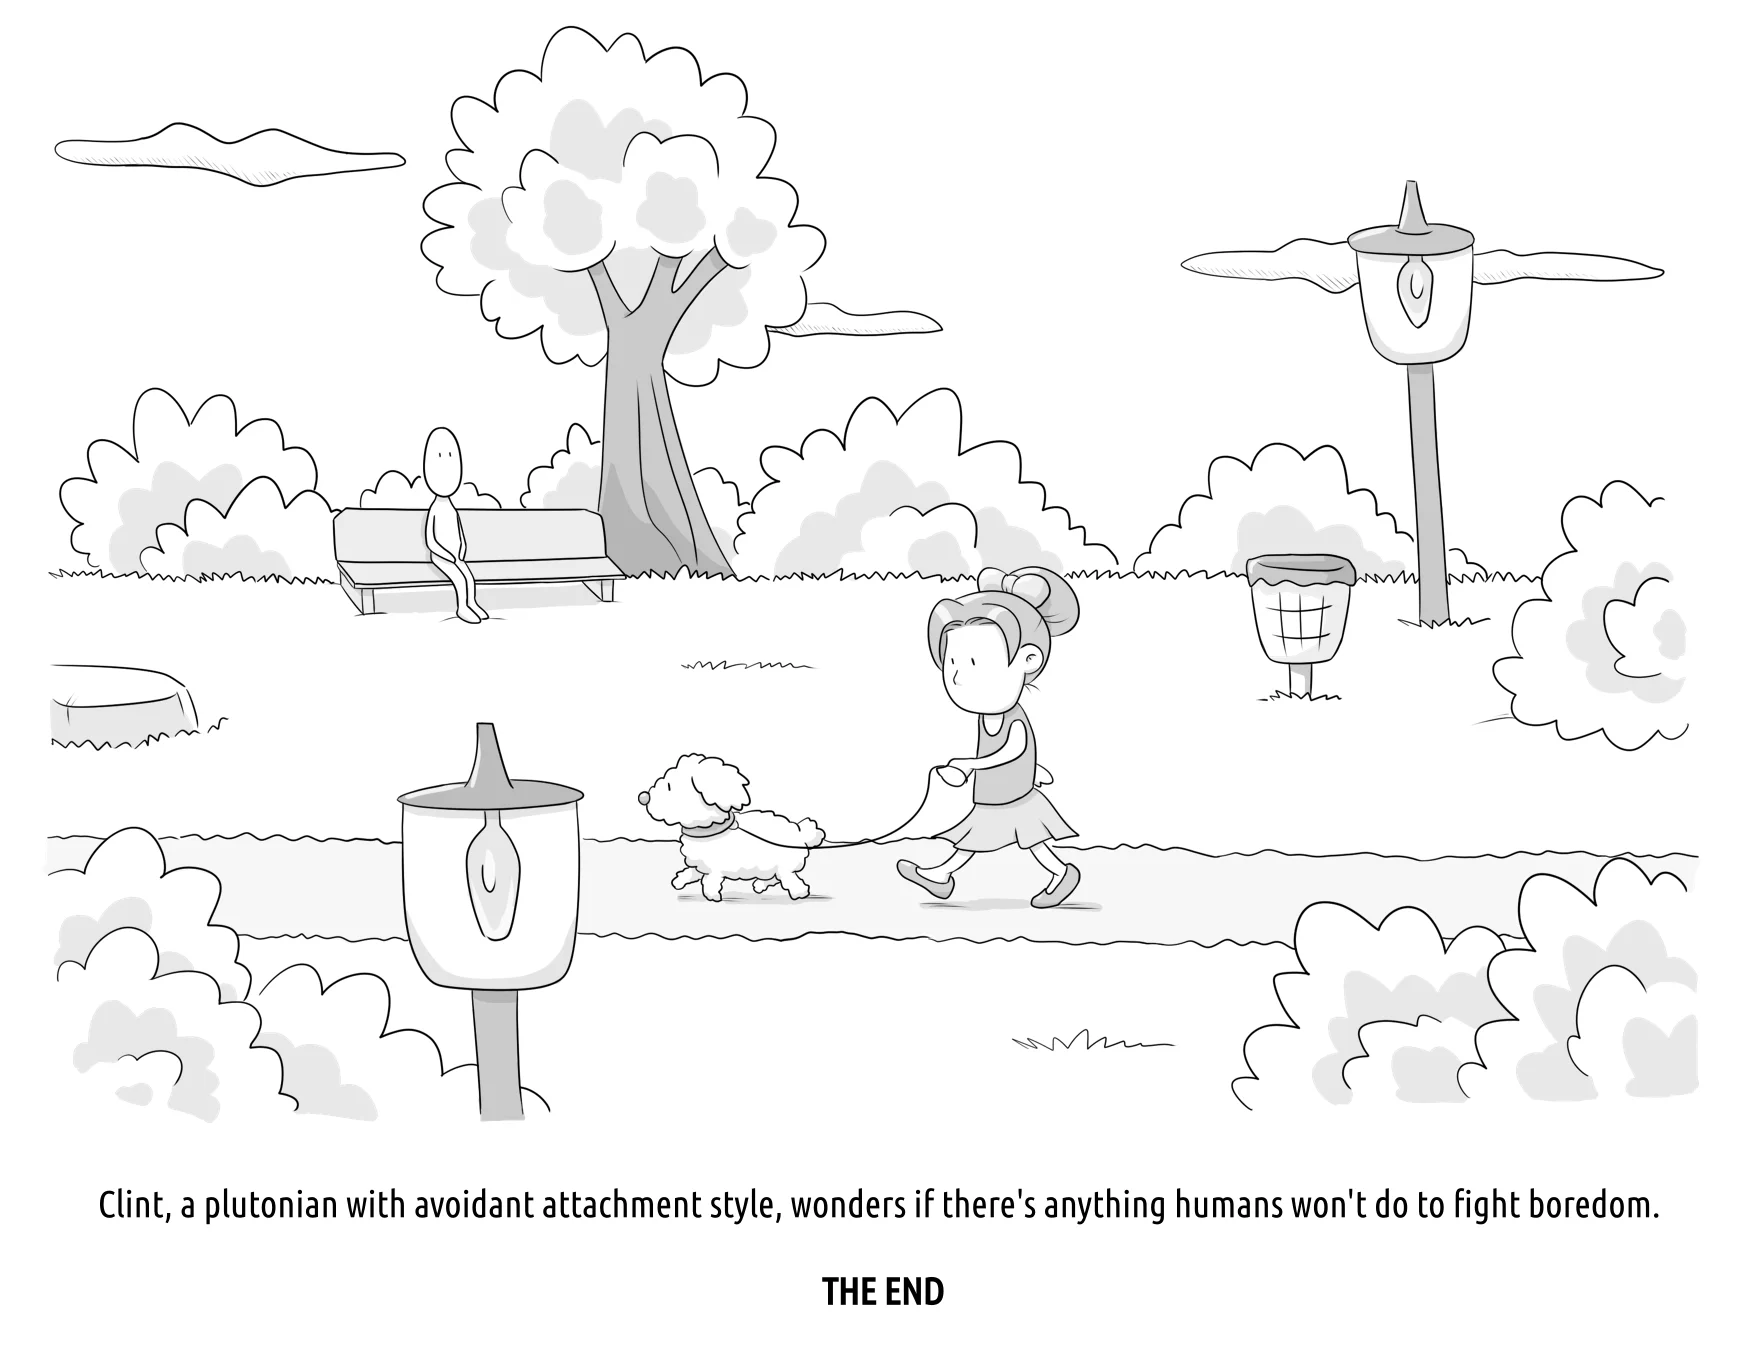 Clint, a plutonian with avoidant attachment style, wonders if there's anything humans won't do to fight boredom.
THE END